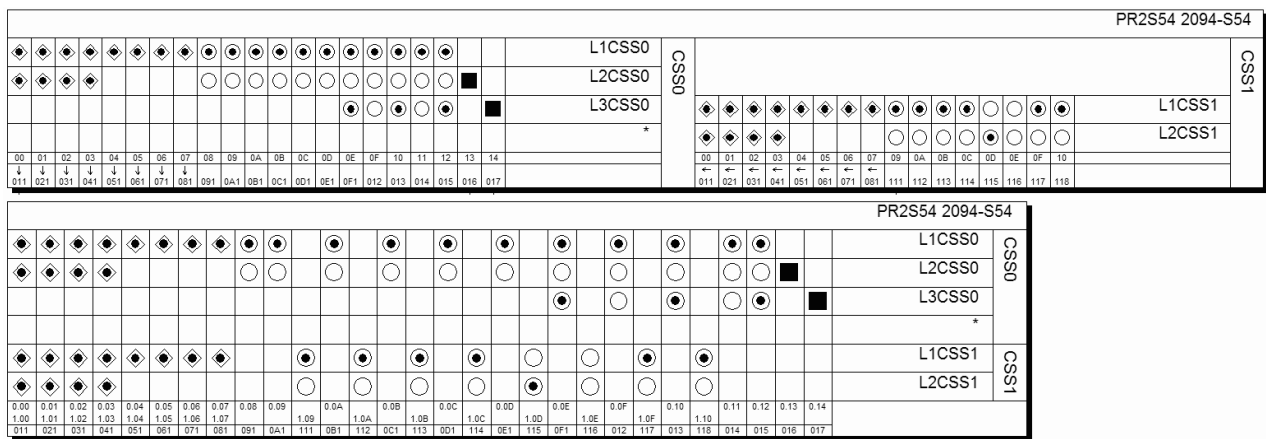 PR2S54 2094-S54
L1CSS0
L2CSS0
L3CSS0
*
CSS0
00 01 02 03 04 05 06 07 08 09 0A 0B 0C 0D 0E 0F 10 11 12 13 14
↓ ↓ ↓ ↓ ↓ ↓ ↓ ↓
011 021 031 041 051 061 071 081 091 0A1 0B1 0C1 0D1 0E1 0F1 012 013 014 015 016 017
L1CSS1
L2CSS1
CSS1
00 01 02 03 04 05 06 07 09 0A 0B 0C 0D 0E 0F 10
← ← ← ← ← ← ← ←
011 021 031 041 051 061 071 081 111 112 113 114 115 116 117 118
PR2S54 2094-S54
L1CSS0
L2CSS0
L3CSS0
*
CSS0
L1CSS1
L2CSS1
CSS1
0.00 0.01 0.02 0.03 0.04 0.05 0.06 0.07 0.08 0.09 0.0A 0.0B 0.0C 0.0D 0.0E 0.0F 0.10 0.11 0.12 0.13 0.14
1.00 1.01 1.02 1.03 1.04 1.05 1.06 1.07 1.09 1.0A 1.0B 1.0C 1.0D 1.0E 1.0F 1.10
011 021 031 041 051 061 071 081 091 0A1 111 0B1 112 0C1 113 0D1 114 0E1 115 0F1 116 012 117 013 118 014 015 016 017